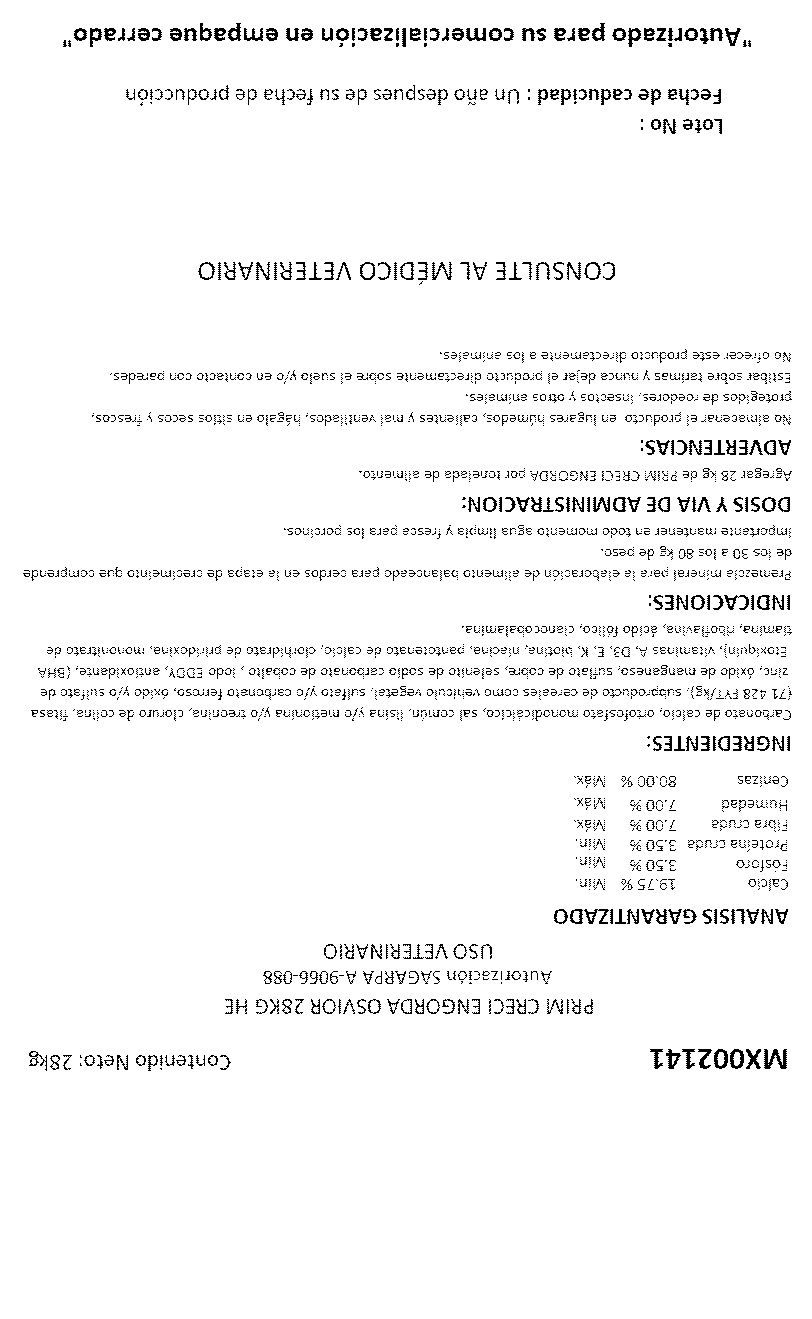 MX002141 Contenido Neto: 28kg
PRIM CRECI ENGORDA OSVIOR 28KG HE
Autorización SAGARPA A-9066-088
USO VETERINARIO
ANALISIS GARANTIZADO
Calcio 19.75 % Min.
Fósforo 3.50 % Min.
Proteína cruda 3.50 % Min.
Fibra cruda 7.00 % Máx.
Humedad 7.00 % Máx.
Cenizas 80.00 % Máx.
INGREDIENTES:
Carbonato de calcio, ortofosfato monodicálcico, sal común, lisina y/o metionina y/o treonina, cloruro de colina, fitasa
(71 428 FYT/kg), subproducto de cereales como vehículo vegetal, sulfato y/o carbonato ferroso, óxido y/o sulfato de
zinc, óxido de manganeso, sulfato de cobre, selenito de sodio carbonato de cobalto , Iodo EDDY, antioxidante, (BHA
Etoxiquin), vitaminas A, D3, E, K, biotina, niacina, pantotenato de calcio, clorhidrato de priridoxina, mononitrato de
tiamina, riboflavina, ácido fólico, cianocobalamina.
INDICACIONES:
Premezcla mineral para la elaboración de alimento balanceado para cerdos en la etapa de crecimeinto que comprende
de los 30 a los 80 kg de peso.
Importante mantener en todo momento agua limpia y fresca para los porcinos.
DOSIS Y VIA DE ADMINISTRACION:
Agregar 28 kg de PRIM CRECI ENGORDA por tonelada de alimento.
ADVERTENCIAS:
No almacenar el producto en lugares húmedos, calientes y mal ventilados, hágalo en sitios secos y frescos,
protegidos de roedores, insectos y otros animales.
Estibar sobre tarimas y nunca dejar el producto directamente sobre el suelo y/o en contacto con paredes.
No ofrecer este producto directamente a los animales.
CONSULTE AL MÉDICO VETERINARIO
Lote No :
Fecha de caducidad : Un año despues de su fecha de producción
"Autorizado para su comercialización en empaque cerrado"